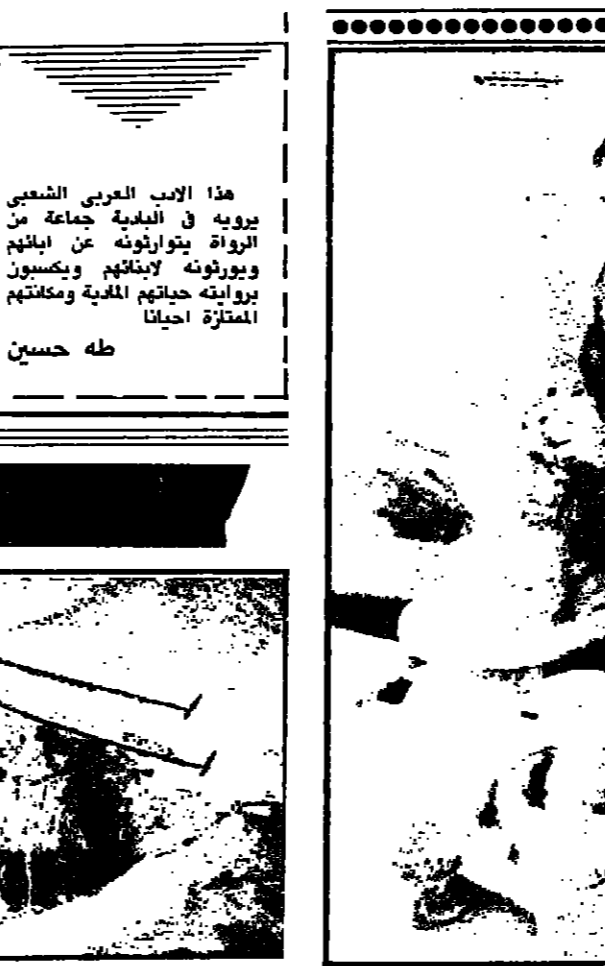 هذا الادب العربى الشعبى
يرويه فى البادية جماعة من
الرواة يتوارثونه عن ابائهم
ويورثونه لابنائهم ويكسبون
بروايته حياتهم المادية ومكانتهم
الممتازة احيانا
طه حسين